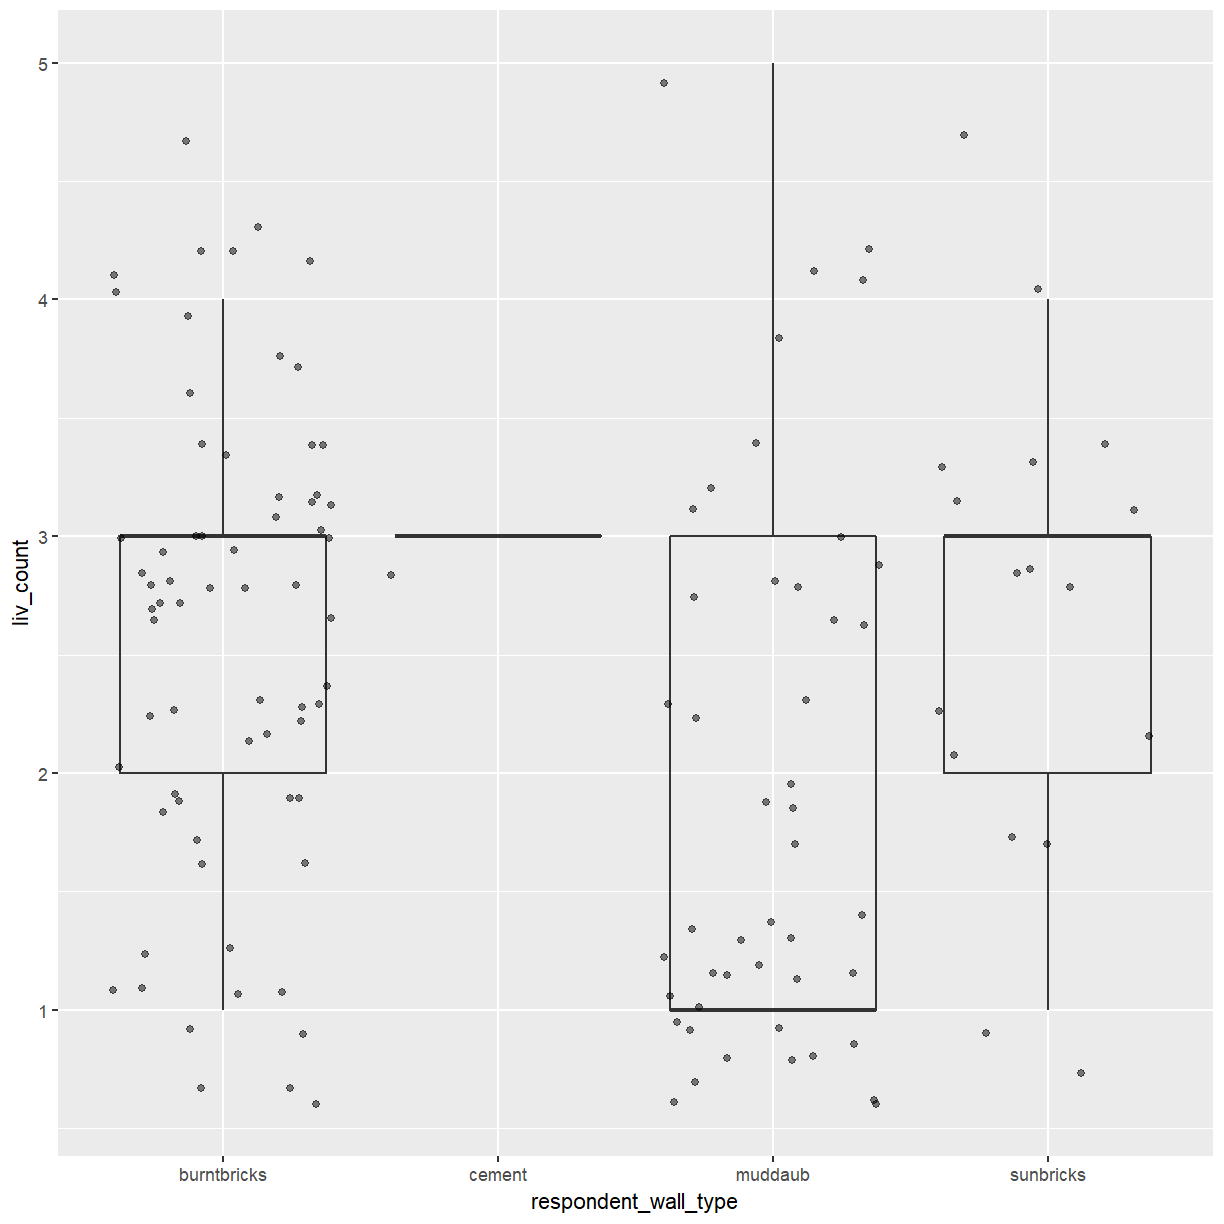 liv_count
5
4
3
2
1
burntbricks
cement
muddaub
sunbricks
respondent_wall_type